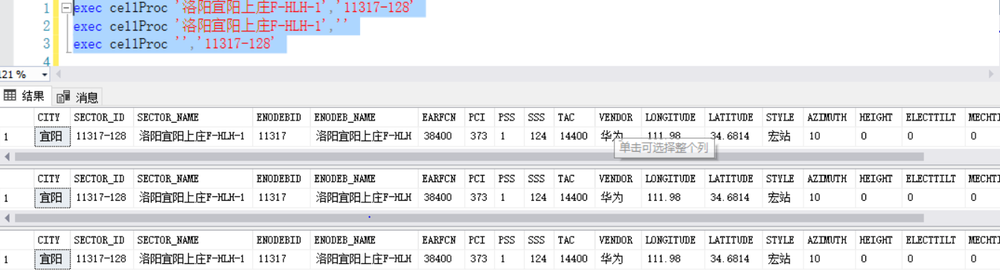 1 exec cellProc '洛阳宜阳上庄F-HLH-1','11317-128'
2 exec cellProc '洛阳宜阳上庄F-HLH-1',''
3 exec cellProc '','11317-128'
4
121 %
结果 消息
CITY SECTOR_ID SECTOR_NAME ENODEBID ENODEB_NAME EARFCN PCI PSS SSS TAC VENDOR LONGITUDE LATITUDE STYLE AZIMUTH HEIGHT ELECTTILT MECHTI
1 宜阳 11317-128 洛阳宜阳上庄F-HLH-1 11317 洛阳宜阳上庄F-HLH 38400 373 1 124 14400 华为 111.98 34.6814 宏站 10 0 0 0
单击可选择整个列
CITY SECTOR_ID SECTOR_NAME ENODEBID ENODEB_NAME EARFCN PCI PSS SSS TAC VENDOR LONGITUDE LATITUDE STYLE AZIMUTH HEIGHT ELECTTILT MECHTI
1 宜阳 11317-128 洛阳宜阳上庄F-HLH-1 11317 洛阳宜阳上庄F-HLH 38400 373 1 124 14400 华为 111.98 34.6814 宏站 10 0 0 0
CITY SECTOR_ID SECTOR_NAME ENODEBID ENODEB_NAME EARFCN PCI PSS SSS TAC VENDOR LONGITUDE LATITUDE STYLE AZIMUTH HEIGHT ELECTTILT MECHTI
1 宜阳 11317-128 洛阳宜阳上庄F-HLH-1 11317 洛阳宜阳上庄F-HLH 38400 373 1 124 14400 华为 111.98 34.6814 宏站 10 0 0 0